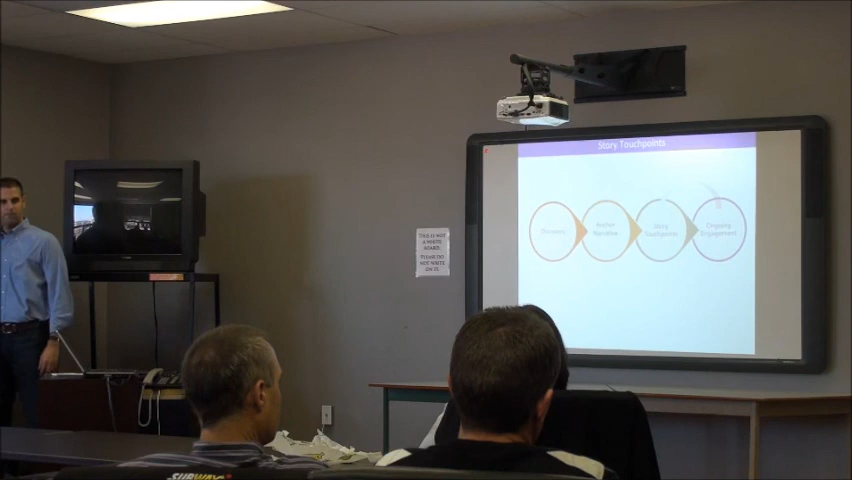 Story Touchpoints
Discovery
Anchor
Narrative
Story
Touchpoints
Ongoing
Engagement
THIS IS NOT
A WHITE
BOARD.
PLEASE DO
NOT WRITE
ON IT.
SUBWAY